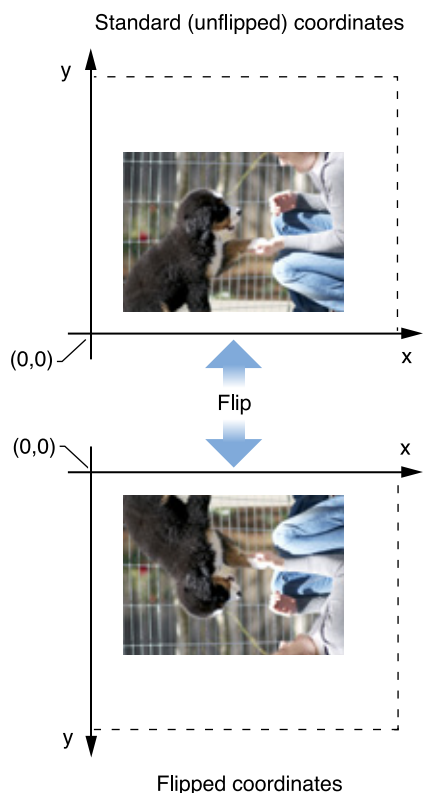 Standard (unflipped) coordinates
y
(0,0)
x
Flip
(0,0)
x
y
Flipped coordinates